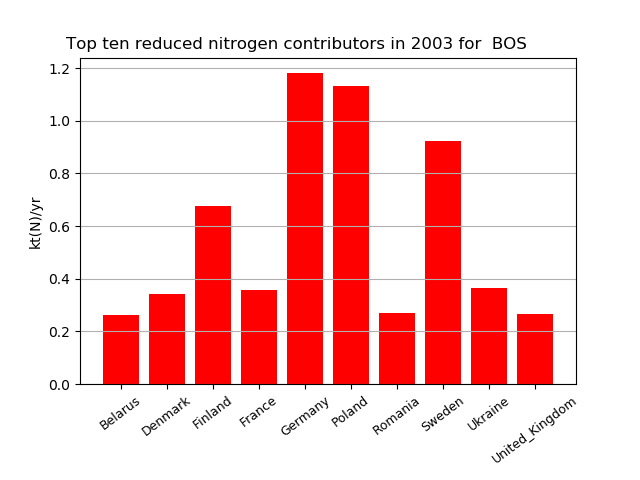 Top ten reduced nitrogen contributors in 2003 for  BOS
kt(N)/yr
1.2
1.0
0.8
0.6
0.4
0.2
0.0
Belarus
Denmark
Finland
France
Germany
Poland
Romania
Sweden
Ukraine
United_Kingdom